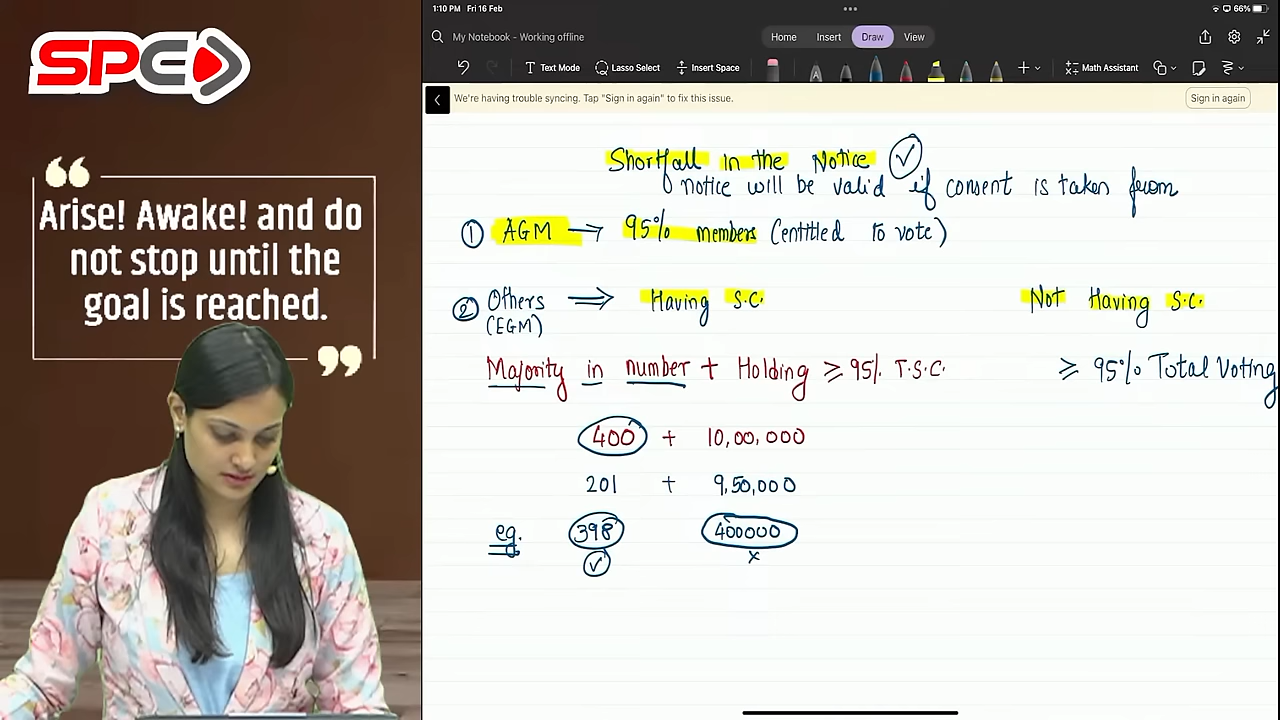 SPC
Arise! Awake! and do
not stop until the
goal is reached.
1:10 PM Fri 16 Feb
66%
My Notebook - Working offline
Home Insert Draw View
Text Mode Lasso Select Insert Space Math Assistant
We're having trouble syncing. Tap "Sign in again" to fix this issue. Sign in again
Shortfall in the Notice
notice will be valid if consent is taken from
① AGM → 95% members (entitled to vote)
② Others ⟹ Having S.C. Not Having S.C.
(EGM)
Majority in number + Holding ≥ 95% T.S.C. ≥ 95% Total Voting
400 + 10,00,000
201 + 9,50,000
eg. 398 400000
✓ x